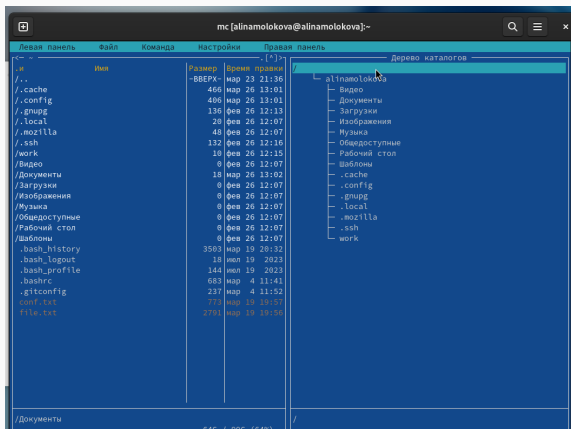 mc [alinamolokova@alinamolokova]:~
Левая панель Файл Команда Настройки Правая панель
<─ ~ .[^]>┐ Дерево каталогов
.и Имя Размер Время правки /
/.. -ВВЕРХ- мар 23 21:36 alinamolokova
/.cache 466 мар 26 13:01 Видео
/.config 406 мар 26 13:01 Документы
/.gnupg 136 фев 26 12:13 Загрузки
/.local 20 фев 26 12:07 Изображения
/.mozilla 48 фев 26 12:07 Музыка
/.ssh 132 фев 26 12:16 Общедоступные
/work 10 фев 26 12:15 Рабочий стол
/Видео 0 фев 26 12:07 Шаблоны
/Документы 18 мар 26 13:02 .cache
/Загрузки 0 фев 26 12:07 .config
/Изображения 0 фев 26 12:07 .gnupg
/Музыка 0 фев 26 12:07 .local
/Общедоступные 0 фев 26 12:07 .mozilla
/Рабочий стол 0 фев 26 12:07 .ssh
/Шаблоны 0 фев 26 12:07 work
.bash_history 3503 мар 19 20:32
.bash_logout 18 июл 19 2023
.bash_profile 144 июл 19 2023
.bashrc 683 мар 4 11:41
.gitconfig 237 мар 4 11:52
conf.txt 773 мар 19 19:57
file.txt 2791 мар 19 19:56
/Документы /